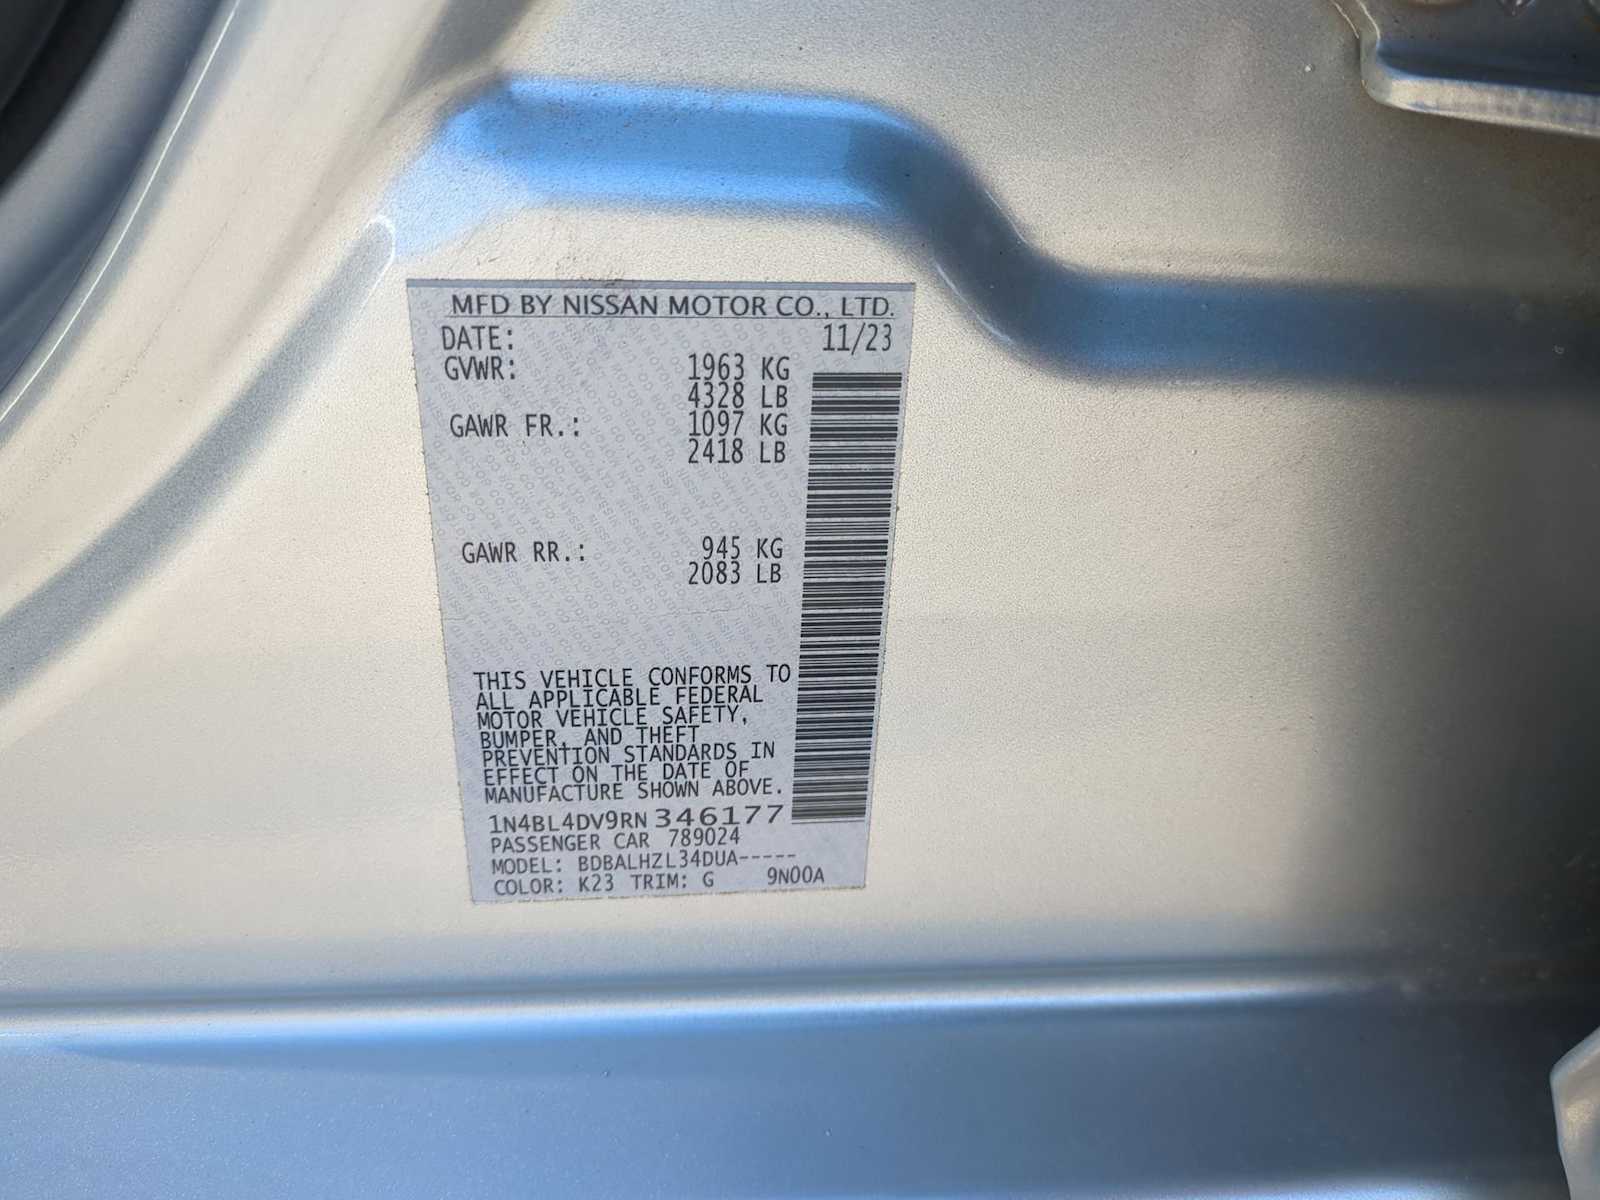 MFD BY NISSAN MOTOR CO., LTD.
DATE: 11/23
GVWR: 1963 KG
4328 LB
GAWR FR.: 1097 KG
2418 LB
GAWR RR.: 945 KG
2083 LB
THIS VEHICLE CONFORMS TO
ALL APPLICABLE FEDERAL
MOTOR VEHICLE SAFETY,
BUMPER, AND THEFT
PREVENTION STANDARDS IN
EFFECT ON THE DATE OF
MANUFACTURE SHOWN ABOVE.
1N4BL4DV9RN346177
PASSENGER CAR 789024
MODEL: BDBALHZL34DUA-----
COLOR: K23 TRIM: G 9N00A